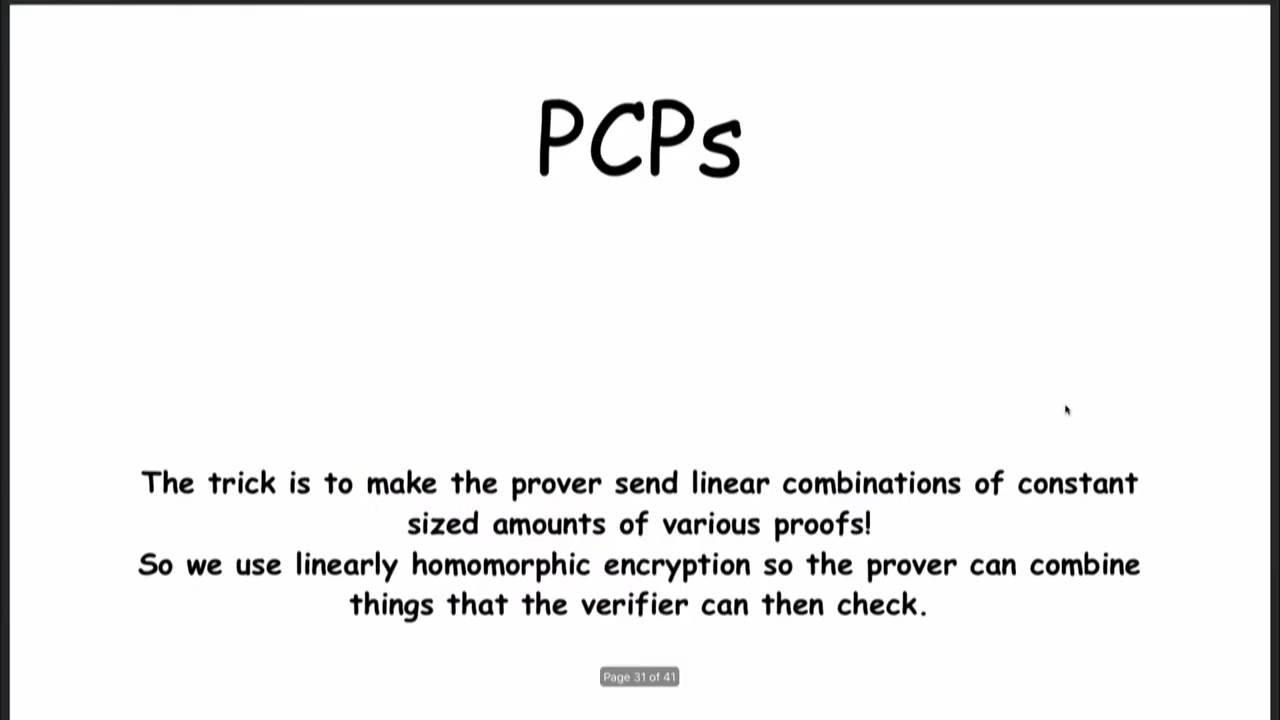 PCPs
The trick is to make the prover send linear combinations of constant
sized amounts of various proofs!
So we use linearly homomorphic encryption so the prover can combine
things that the verifier can then check.
Page 31 of 41